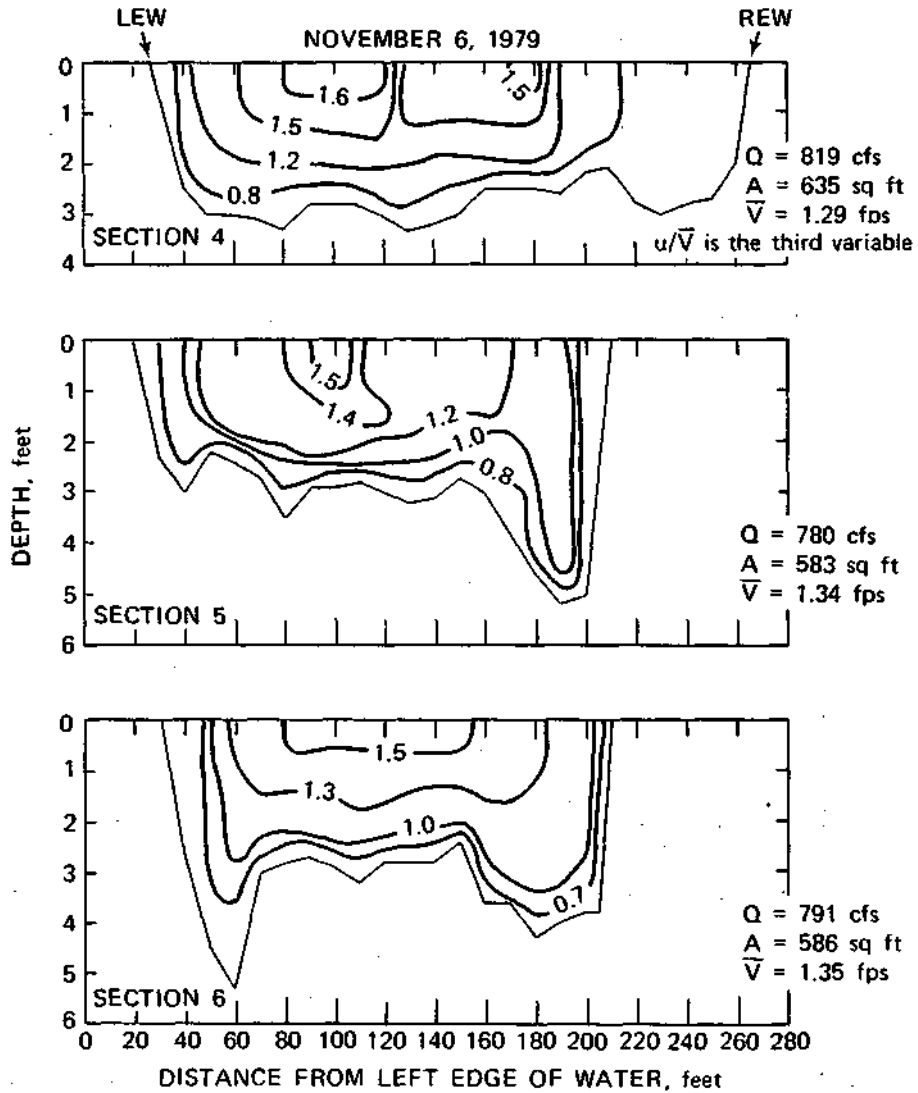 LEW
REW
NOVEMBER 6, 1979
0
1
2
3
4
1.6
1.5
1.5
1.2
0.8
SECTION 4
Q = 819 cfs
A = 635 sq ft
V̅ = 1.29 fps
u/V̅ is the third variable
DEPTH, feet
0
1
2
3
4
5
6
1.5
1.4
1.2
1.0
0.8
SECTION 5
Q = 780 cfs
A = 583 sq ft
V̅ = 1.34 fps
0
1
2
3
4
5
6
1.5
1.3
1.0
0.7
SECTION 6
Q = 791 cfs
A = 586 sq ft
V̅ = 1.35 fps
0 20 40 60 80 100 120 140 160 180 200 220 240 260 280
DISTANCE FROM LEFT EDGE OF WATER, feet